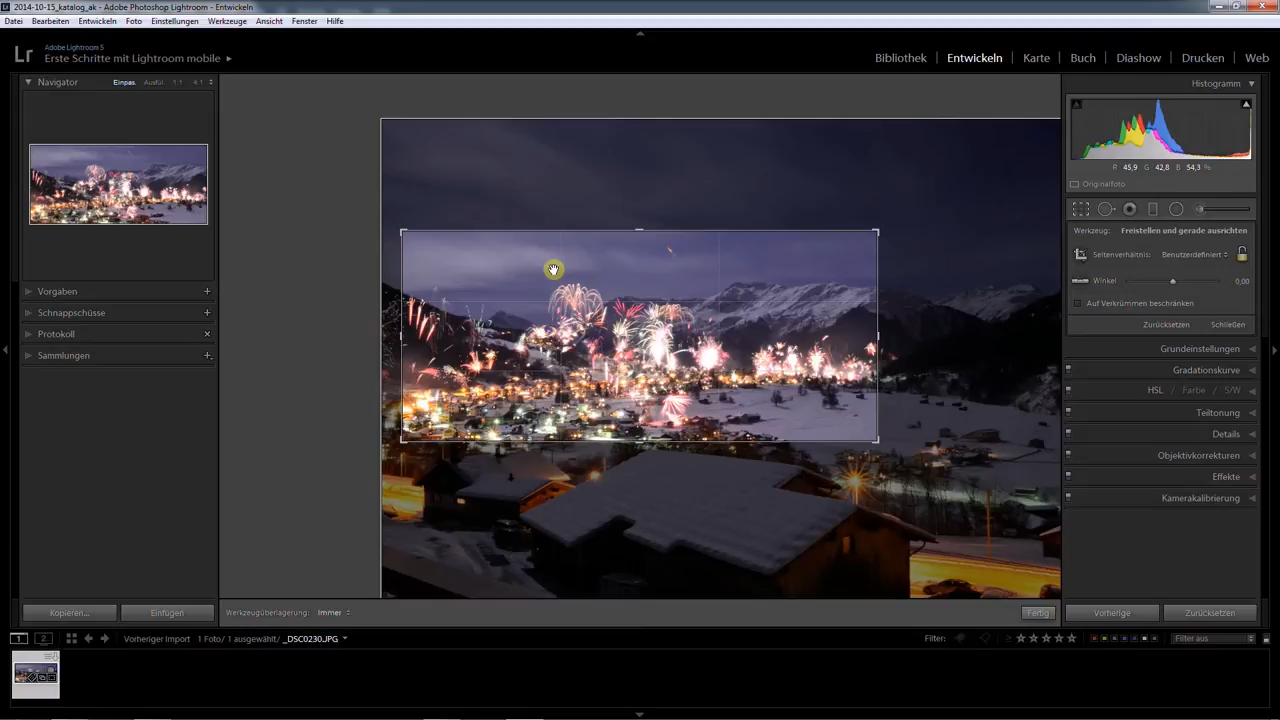 2014-10-15_katalog_ak - Adobe Photoshop Lightroom - Entwickeln
Datei Bearbeiten Entwickeln Foto Einstellungen Werkzeuge Ansicht Fenster Hilfe
Lr
Adobe Lightroom 5
Erste Schritte mit Lightroom mobile
Bibliothek Entwickeln Karte Buch Diashow Drucken Web
Navigator Einpas. Ausfül. 1:1 4:1
Vorgaben
Schnappschüsse
Protokoll
Sammlungen
Kopieren... Einfügen
Werkzeugüberlagerung: Immer
Fertig
Histogramm
R 45,9 G 42,8 B 54,3 %
Originalfoto
Werkzeug: Freistellen und gerade ausrichten
Seitenverhältnis: Benutzerdefiniert
Winkel 0,00
Auf Verkrümmen beschränken
Zurücksetzen Schließen
Grundeinstellungen
Gradationskurve
HSL / Farbe / S/W
Teiltonung
Details
Objektivkorrekturen
Effekte
Kamerakalibrierung
Vorherige Zurücksetzen
1 2 Vorheriger Import 1 Foto/ 1 ausgewählt/ _DSC0230.JPG
Filter: Filter aus